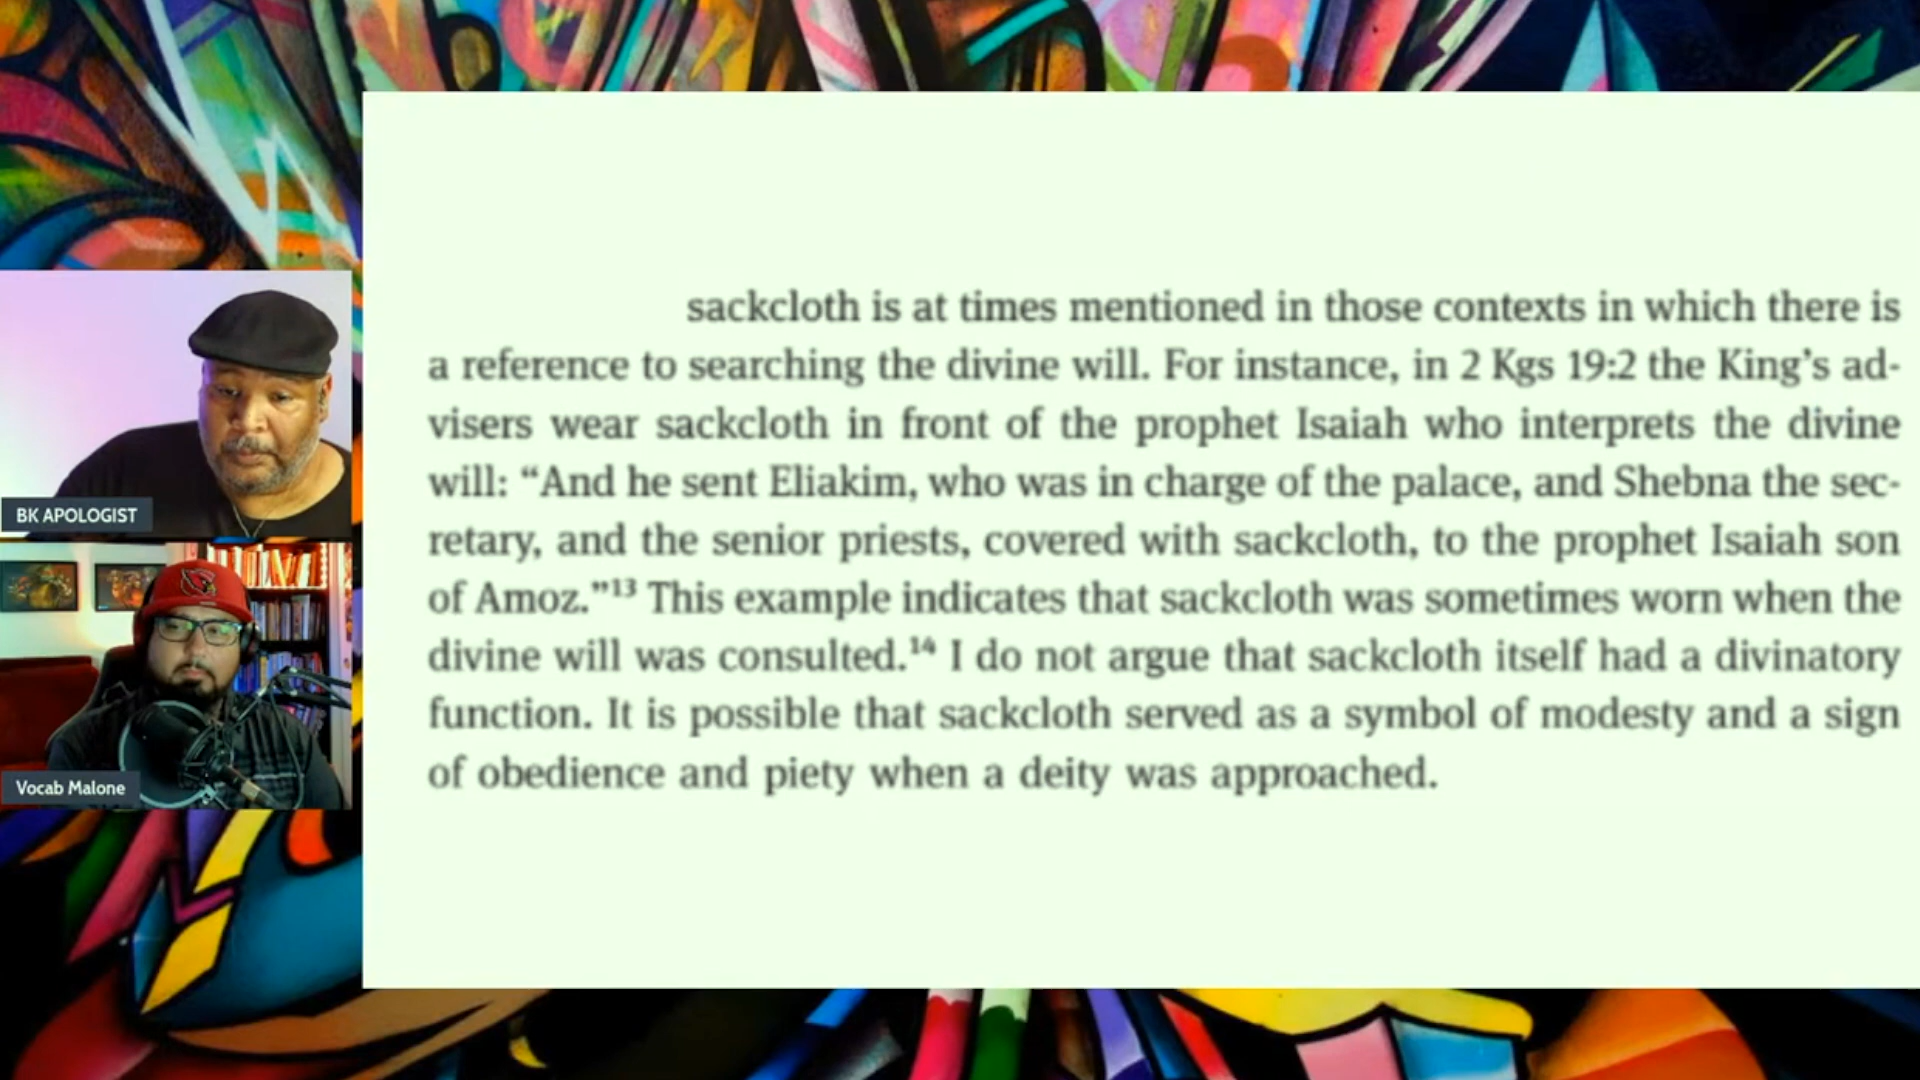 sackcloth is at times mentioned in those contexts in which there is
a reference to searching the divine will. For instance, in 2 Kgs 19:2 the King’s ad-
visers wear sackcloth in front of the prophet Isaiah who interprets the divine
will: “And he sent Eliakim, who was in charge of the palace, and Shebna the sec-
retary, and the senior priests, covered with sackcloth, to the prophet Isaiah son
of Amoz.”¹³ This example indicates that sackcloth was sometimes worn when the
divine will was consulted.¹⁴ I do not argue that sackcloth itself had a divinatory
function. It is possible that sackcloth served as a symbol of modesty and a sign
of obedience and piety when a deity was approached.
BK APOLOGIST
Vocab Malone